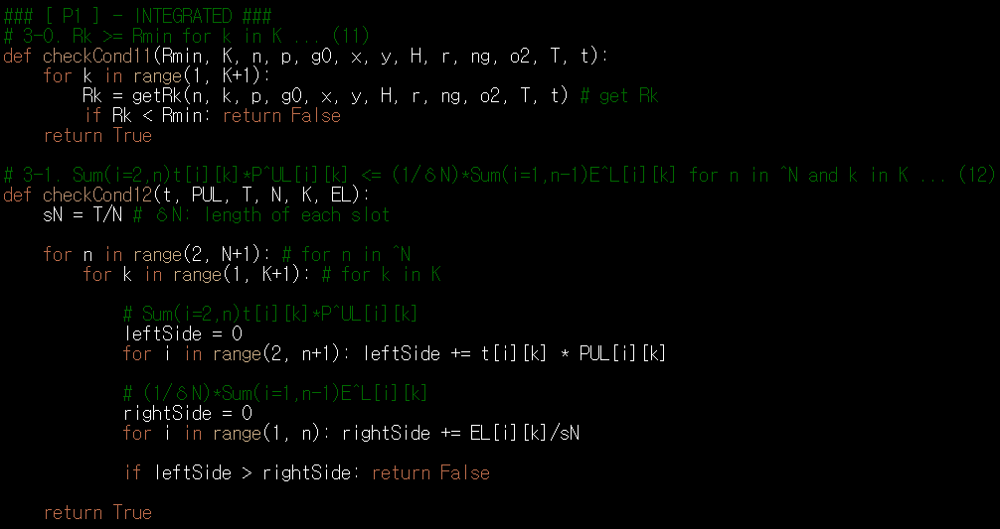 ### [ P1 ] - INTEGRATED ###
# 3-0. Rk >= Rmin for k in K ... (11)
def checkCond11(Rmin, K, n, p, g0, x, y, H, r, ng, o2, T, t):
    for k in range(1, K+1):
        Rk = getRk(n, k, p, g0, x, y, H, r, ng, o2, T, t) # get Rk
        if Rk < Rmin: return False
    return True

# 3-1. Sum(i=2,n)t[i][k]*P^UL[i][k] <= (1/δN)*Sum(i=1,n-1)E^L[i][k] for n in ^N and k in K ... (12)
def checkCond12(t, PUL, T, N, K, EL):
    sN = T/N # δN: length of each slot

    for n in range(2, N+1): # for n in ^N
        for k in range(1, K+1): # for k in K

            # Sum(i=2,n)t[i][k]*P^UL[i][k]
            leftSide = 0
            for i in range(2, n+1): leftSide += t[i][k] * PUL[i][k]

            # (1/δN)*Sum(i=1,n-1)E^L[i][k]
            rightSide = 0
            for i in range(1, n): rightSide += EL[i][k]/sN

            if leftSide > rightSide: return False

    return True